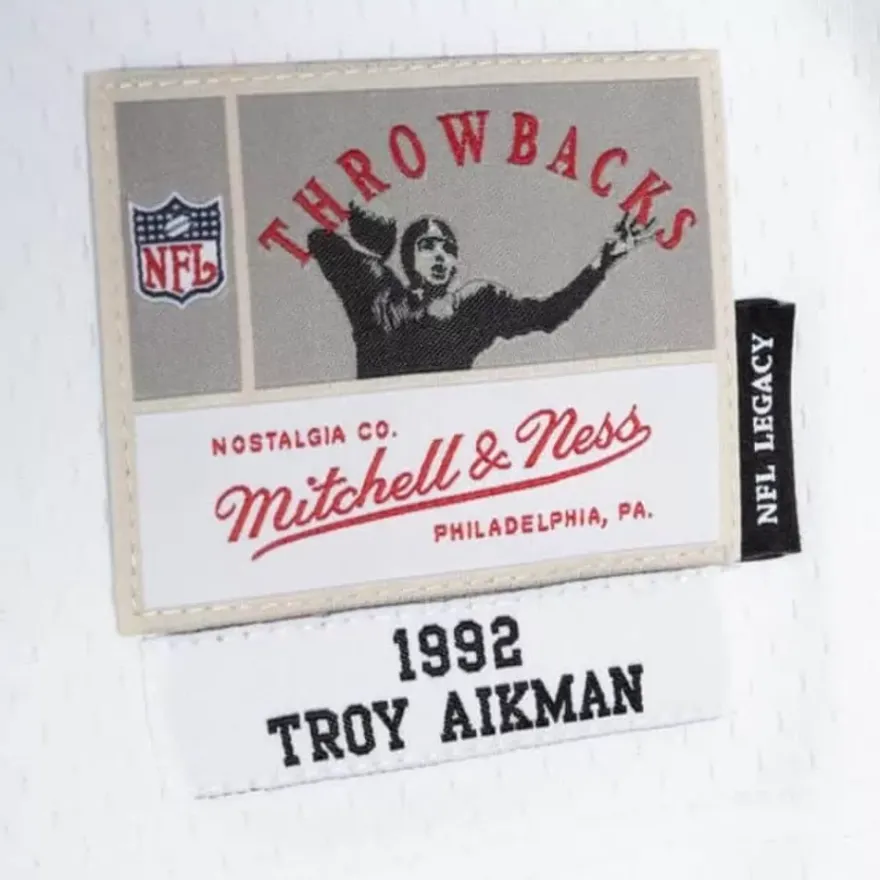 THROWBACKS
NFL
NOSTALGIA CO.
Mitchell & Ness
PHILADELPHIA, PA.
NFL LEGACY
1992
TROY AIKMAN